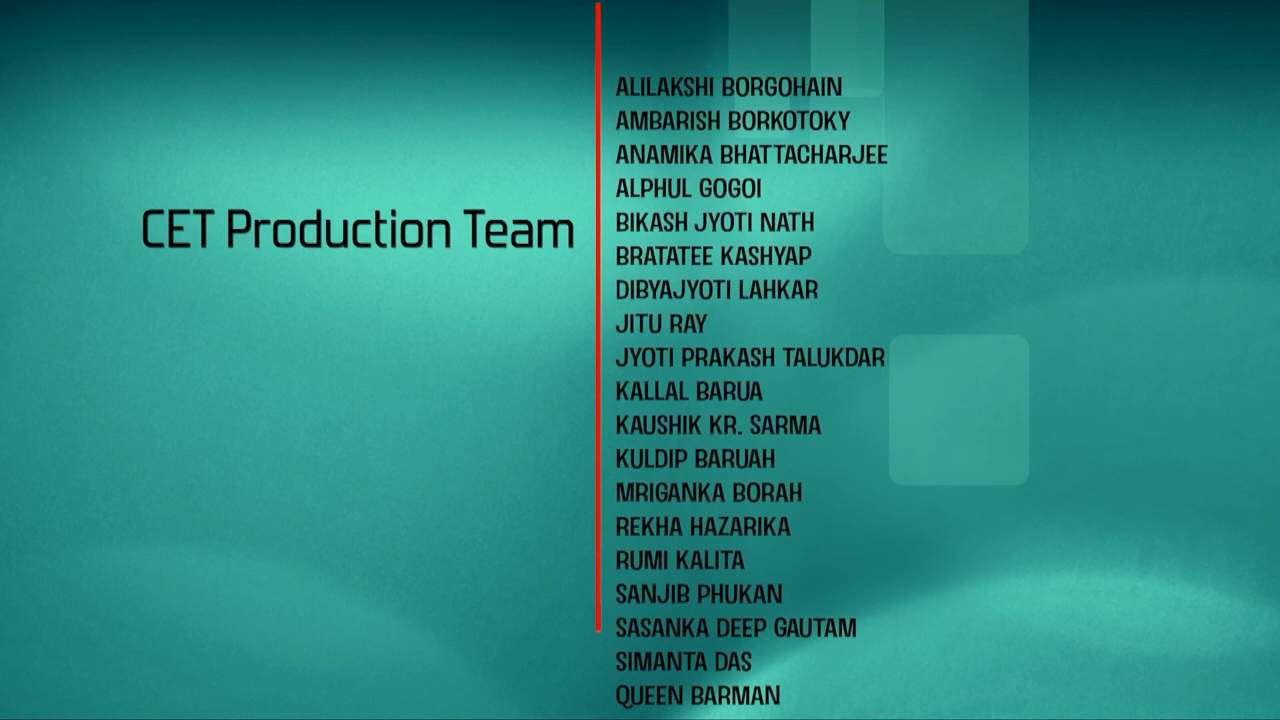 CET Production Team
ALILAKSHI BORGOHAIN
AMBARISH BORKOTOKY
ANAMIKA BHATTACHARJEE
ALPHUL GOGOI
BIKASH JYOTI NATH
BRATATEE KASHYAP
DIBYAJYOTI LAHKAR
JITU RAY
JYOTI PRAKASH TALUKDAR
KALLAL BARUA
KAUSHIK KR. SARMA
KULDIP BARUAH
MRIGANKA BORAH
REKHA HAZARIKA
RUMI KALITA
SANJIB PHUKAN
SASANKA DEEP GAUTAM
SIMANTA DAS
QUEEN BARMAN